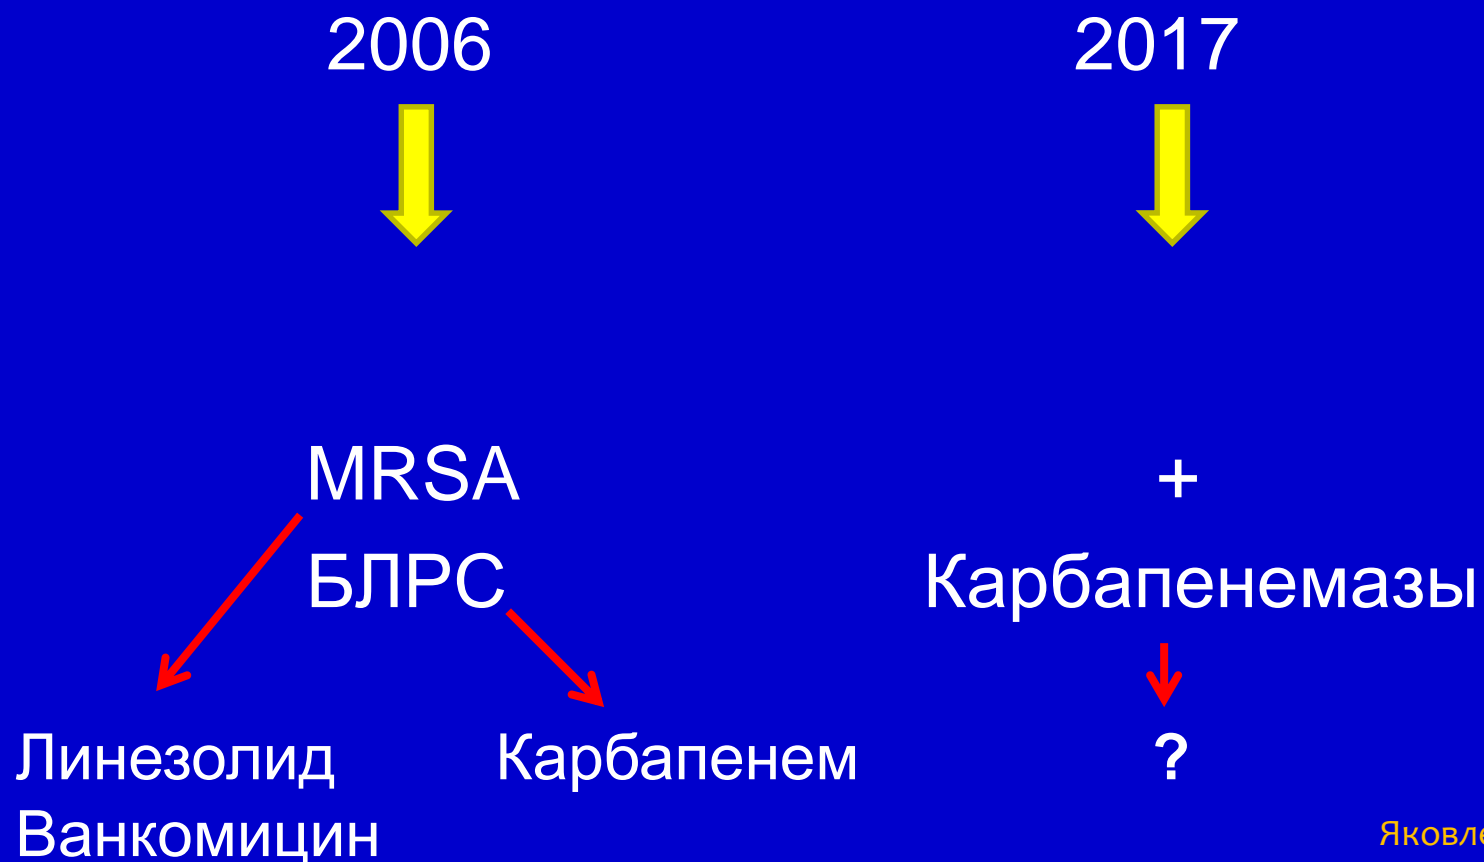 2006 2017
MRSA +
БЛРС Карбапенемазы
Линезолид Карбапенем ?
Ванкомицин